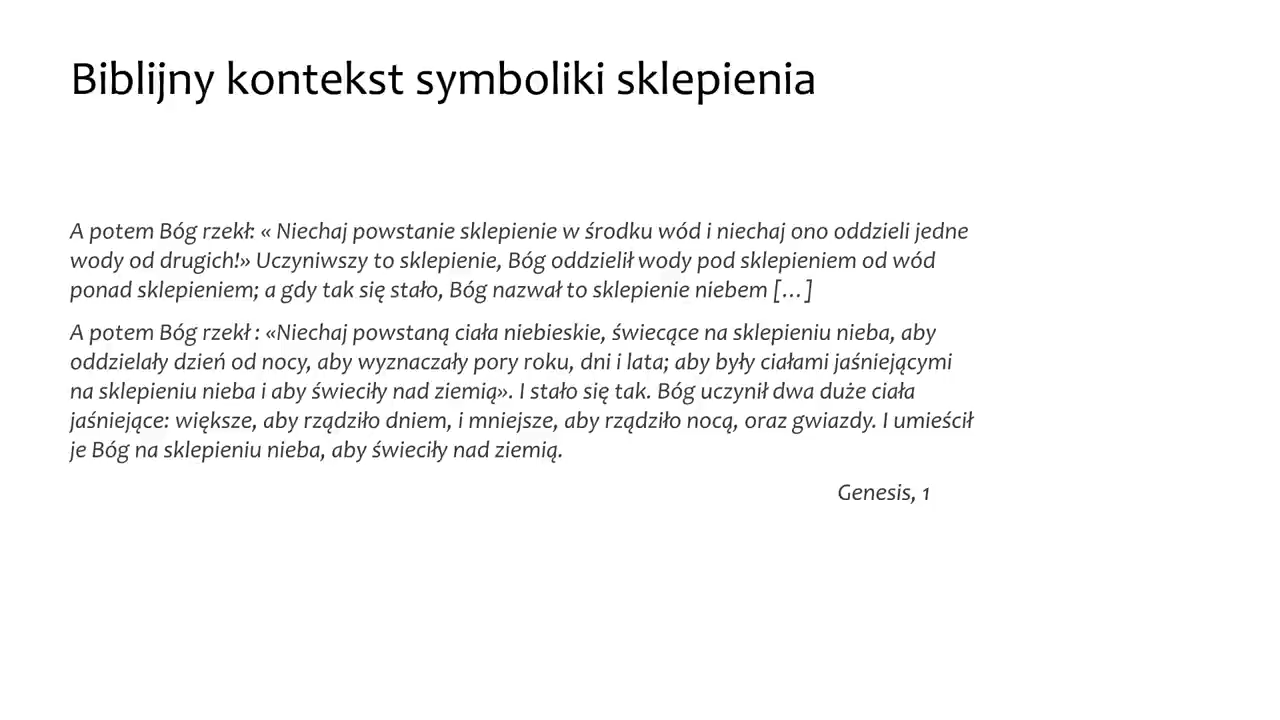 Biblijny kontekst symboliki sklepienia
A potem Bóg rzekł: « Niechaj powstanie sklepienie w środku wód i niechaj ono oddzieli jedne
wody od drugich!» Uczyniwszy to sklepienie, Bóg oddzielił wody pod sklepieniem od wód
ponad sklepieniem; a gdy tak się stało, Bóg nazwał to sklepienie niebem [...]
A potem Bóg rzekł : «Niechaj powstaną ciała niebieskie, świecące na sklepieniu nieba, aby
oddzielały dzień od nocy, aby wyznaczały pory roku, dni i lata; aby były ciałami jaśniejącymi
na sklepieniu nieba i aby świeciły nad ziemią». I stało się tak. Bóg uczynił dwa duże ciała
jaśniejące: większe, aby rządziło dniem, i mniejsze, aby rządziło nocą, oraz gwiazdy. I umieścił
je Bóg na sklepieniu nieba, aby świeciły nad ziemią.
Genesis, 1